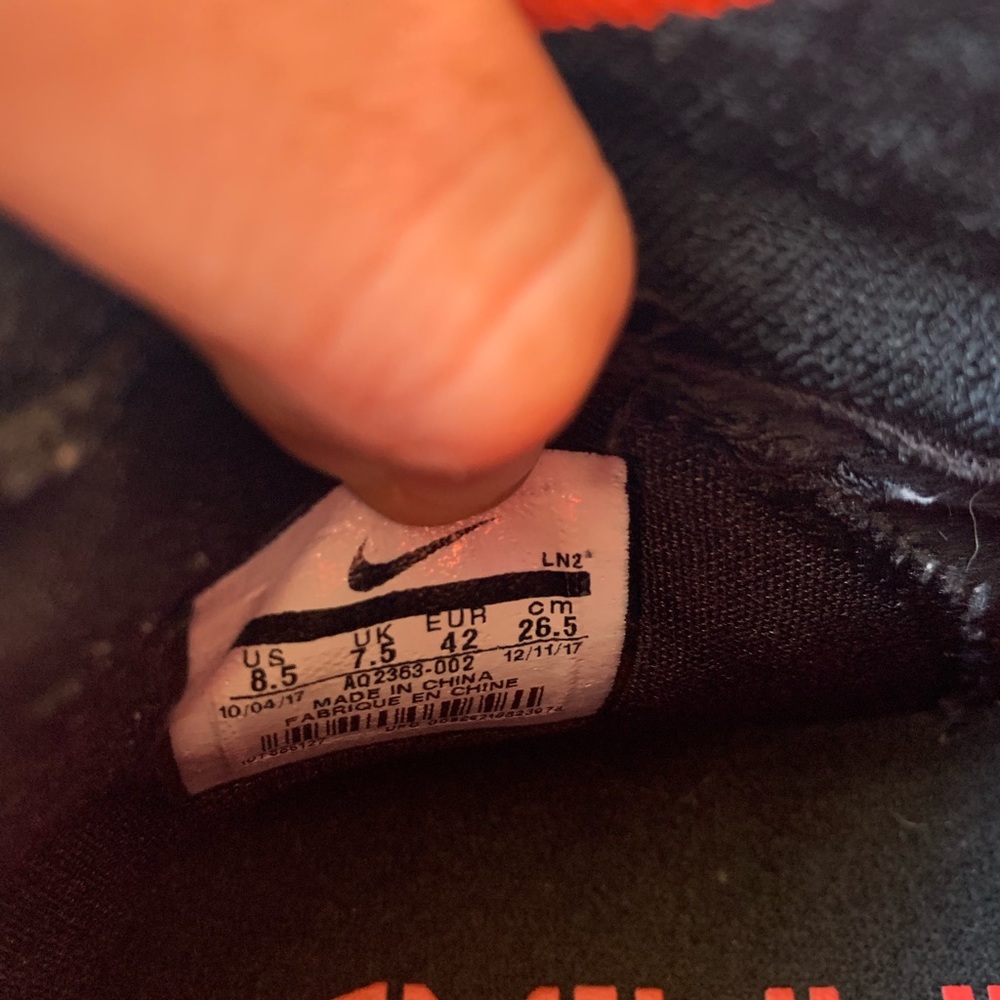 LN2
US UK EUR cm
8.5 7.5 42 26.5
10/04/17 AQ2363-002 12/11/17
MADE IN CHINA
FABRIQUE EN CHINE